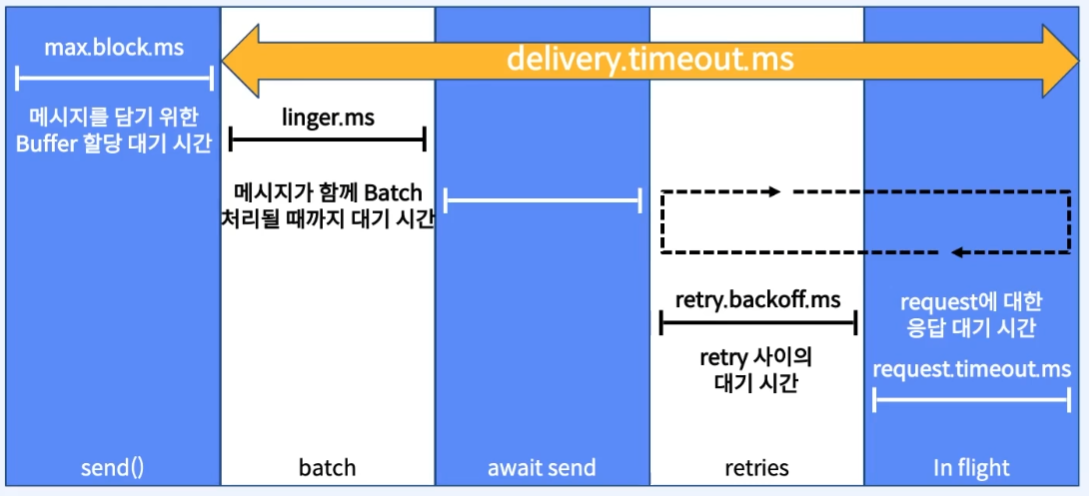 max.block.ms
메시지를 담기 위한
Buffer 할당 대기 시간
delivery.timeout.ms
linger.ms
메시지가 함께 Batch
처리될 때까지 대기 시간
retry.backoff.ms
retry 사이의
대기 시간
request에 대한
응답 대기 시간
request.timeout.ms
send()
batch
await send
retries
In flight